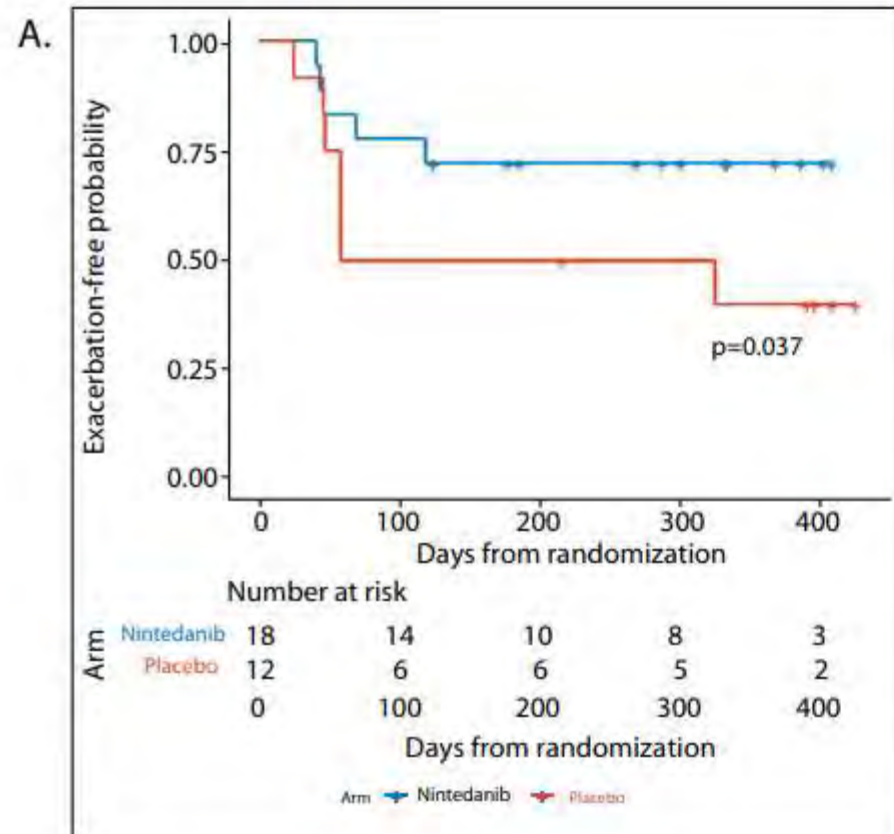 A.
Exacerbation-free probability
1.00
0.75
0.50
0.25
0.00
p=0.037
0 100 200 300 400
Days from randomization
Number at risk
Arm
Nintedanib 18 14 10 8 3
Placebo 12 6 6 5 2
0 100 200 300 400
Days from randomization
Arm Nintedanib Placebo